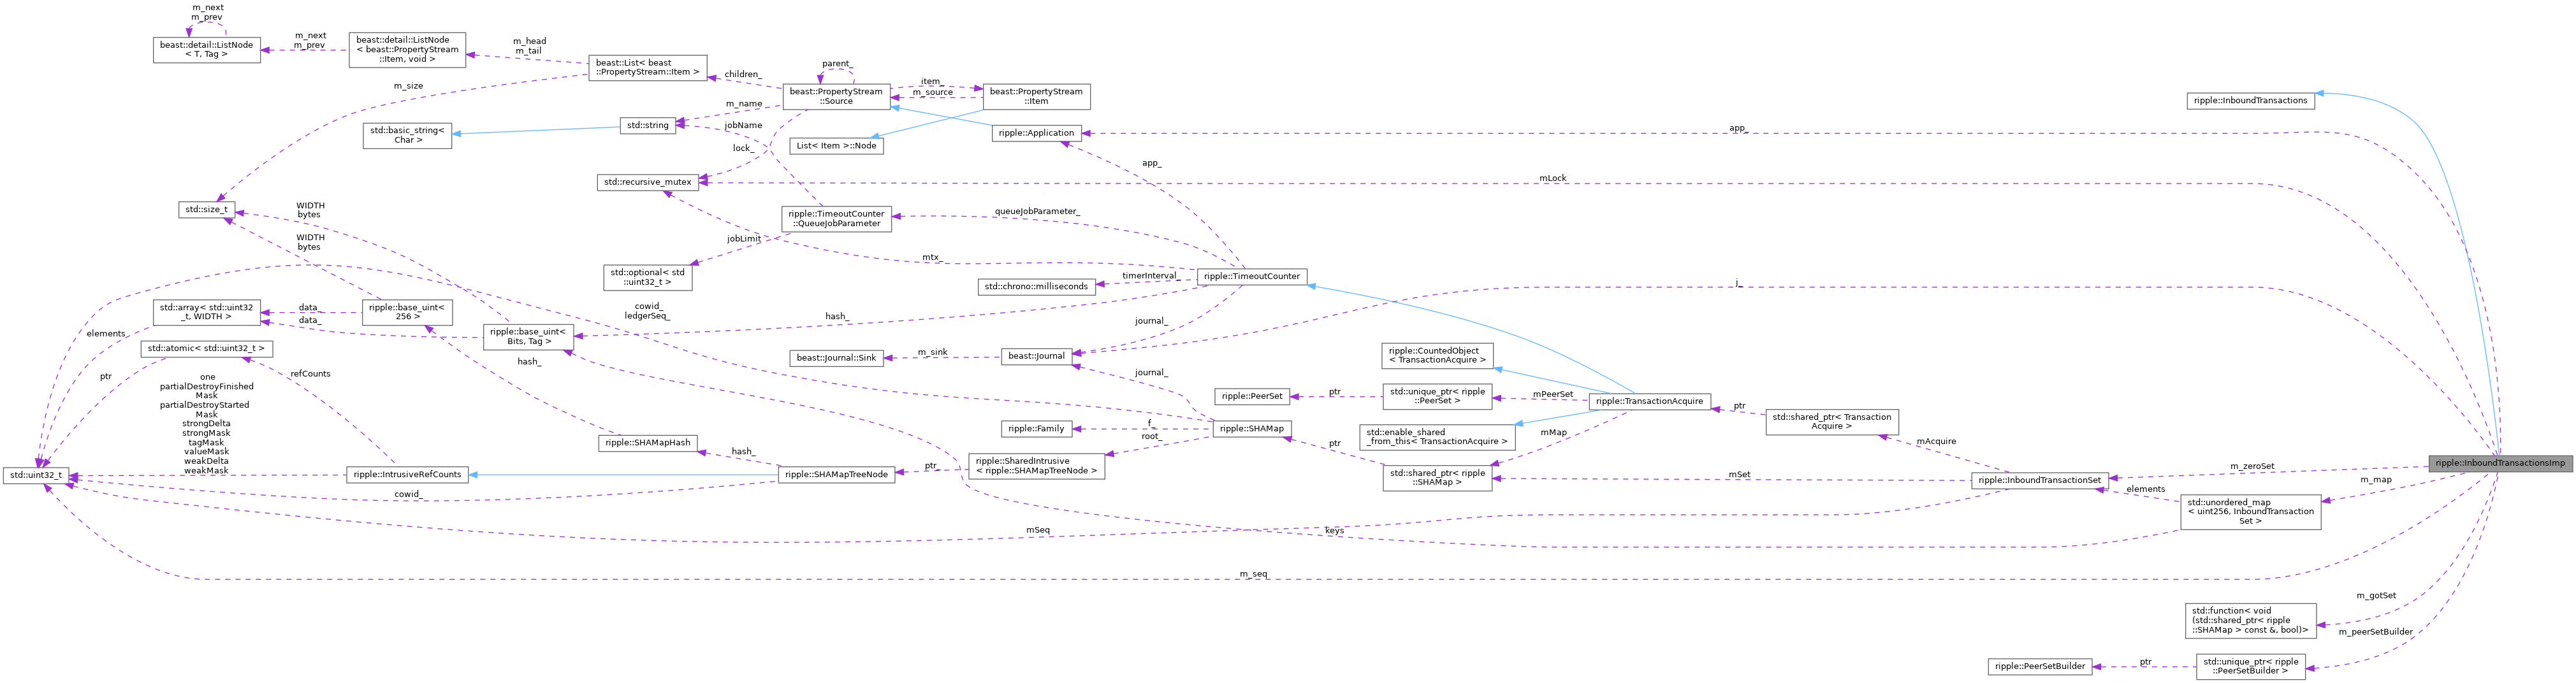 m_next
m_prev
beast::detail::ListNode
< T, Tag >
m_next
m_prev
beast::detail::ListNode
< beast::PropertyStream
::Item, void >
m_head
m_tail
beast::List< beast
::PropertyStream::Item >
m_size
children_
parent_
beast::PropertyStream
::Source
item_
m_source
beast::PropertyStream
::Item
ripple::InboundTransactions
m_name
std::string
std::basic_string<
Char >
jobName
lock_
List< Item >::Node
ripple::Application
app_
app_
std::recursive_mutex
mLock
std::size_t
WIDTH
bytes
WIDTH
bytes
ripple::TimeoutCounter
::QueueJobParameter
queueJobParameter_
jobLimit
mtx_
std::optional< std
::uint32_t >
std::chrono::milliseconds
timerInterval_
ripple::TimeoutCounter
j_
std::array< std::uint32
_t, WIDTH >
data_
data_
ripple::base_uint<
256 >
cowid_
ledgerSeq_
hash_
elements
ripple::base_uint<
Bits, Tag >
journal_
std::atomic< std::uint32_t >
beast::Journal::Sink
m_sink
beast::Journal
ripple::CountedObject
< TransactionAcquire >
ptr
refCounts
hash_
journal_
one
partialDestroyFinished
Mask
partialDestroyStarted
Mask
strongDelta
strongMask
tagMask
valueMask
weakDelta
weakMask
ripple::PeerSet
ptr
std::unique_ptr< ripple
::PeerSet >
mPeerSet
ripple::TransactionAcquire
ptr
std::shared_ptr< Transaction
Acquire >
ripple::Family
f_
ripple::SHAMap
root_
std::enable_shared
_from_this< TransactionAcquire >
mMap
mAcquire
ripple::SHAMapHash
hash_
ptr
std::uint32_t
ripple::IntrusiveRefCounts
ripple::SHAMapTreeNode
ptr_
ripple::SharedIntrusive
< ripple::SHAMapTreeNode >
std::shared_ptr< ripple
::SHAMap >
mSet
ripple::InboundTransactionSet
m_zeroSet
ripple::InboundTransactionsImp
m_map
elements
cowid_
std::unordered_map
< uint256, InboundTransaction
Set >
mSeq
keys
m_seq
m_gotSet
std::function< void
(std::shared_ptr< ripple
::SHAMap > const &, bool)>
m_peerSetBuilder
ripple::PeerSetBuilder
ptr
std::unique_ptr< ripple
::PeerSetBuilder >